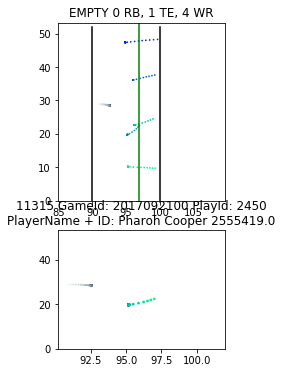 EMPTY 0 RB, 1 TE, 4 WR
50
40
30
20
10
0
85 90 95 100 105
11315 GameId: 2017092100 PlayId: 2450
PlayerName + ID: Pharoh Cooper 2555419.0
40
20
0
92.5 95.0 97.5 100.0